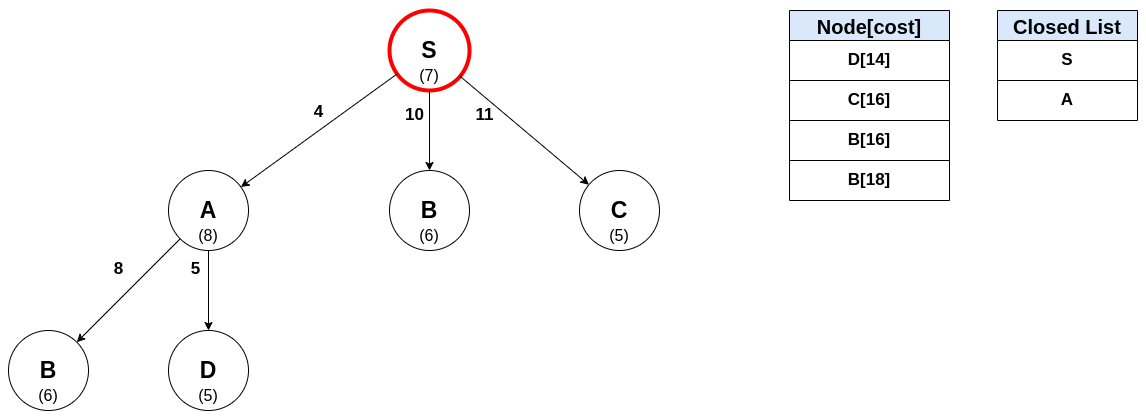 S
(7)
4
10
11
A
(8)
B
(6)
C
(5)
8
5
B
(6)
D
(5)
Node[cost]
D[14]
C[16]
B[16]
B[18]
Closed List
S
A